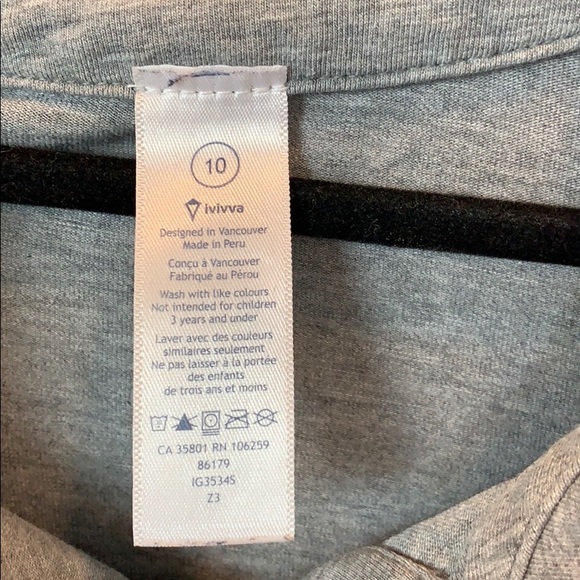 10
ivivva
Designed in Vancouver
Made in Peru
Conçu à Vancouver
Fabriqué au Pérou
Wash with like colours
Not intended for children
3 years and under
Laver avec des couleurs
similaires seulement
Ne pas laisser à la portée
des enfants
de trois ans et moins
CA 35801 RN 106259
86179
IG3534S
Z3